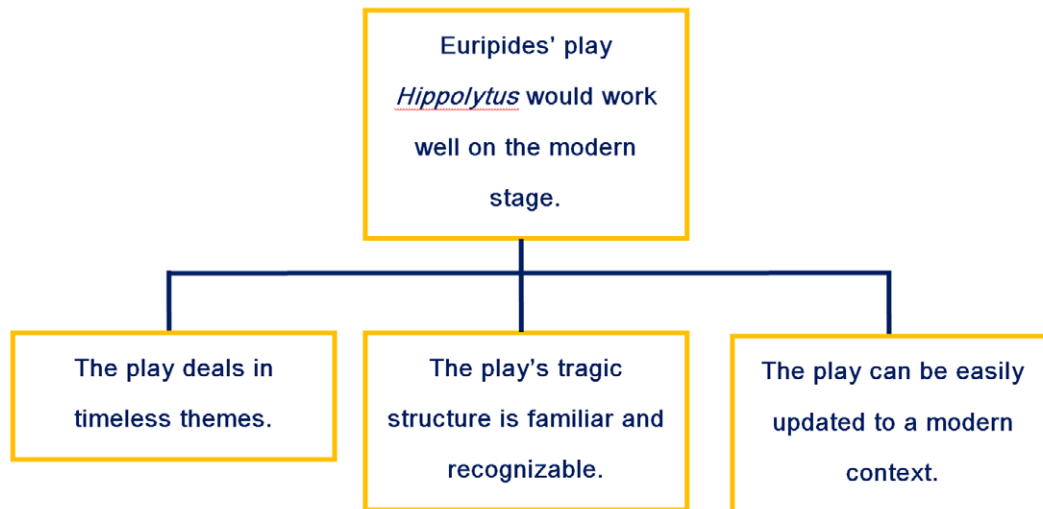 Euripides’ play
Hippolytus would work
well on the modern
stage.
The play deals in
timeless themes.
The play’s tragic
structure is familiar and
recognizable.
The play can be easily
updated to a modern
context.